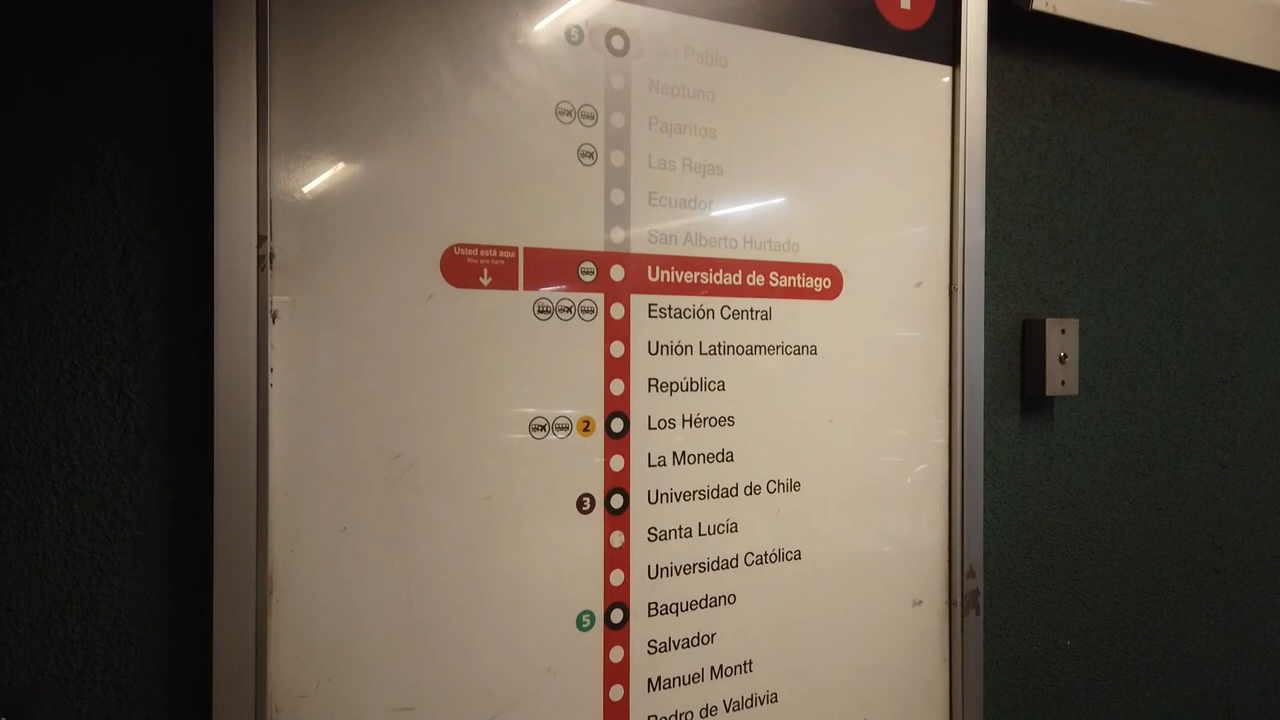 1
5 San Pablo
Neptuno
Pajaritos
Las Rejas
Ecuador
San Alberto Hurtado
Usted está aquí
You are here
Universidad de Santiago
Estación Central
Unión Latinoamericana
República
2 Los Héroes
La Moneda
3 Universidad de Chile
Santa Lucía
Universidad Católica
5 Baquedano
Salvador
Manuel Montt
Pedro de Valdivia